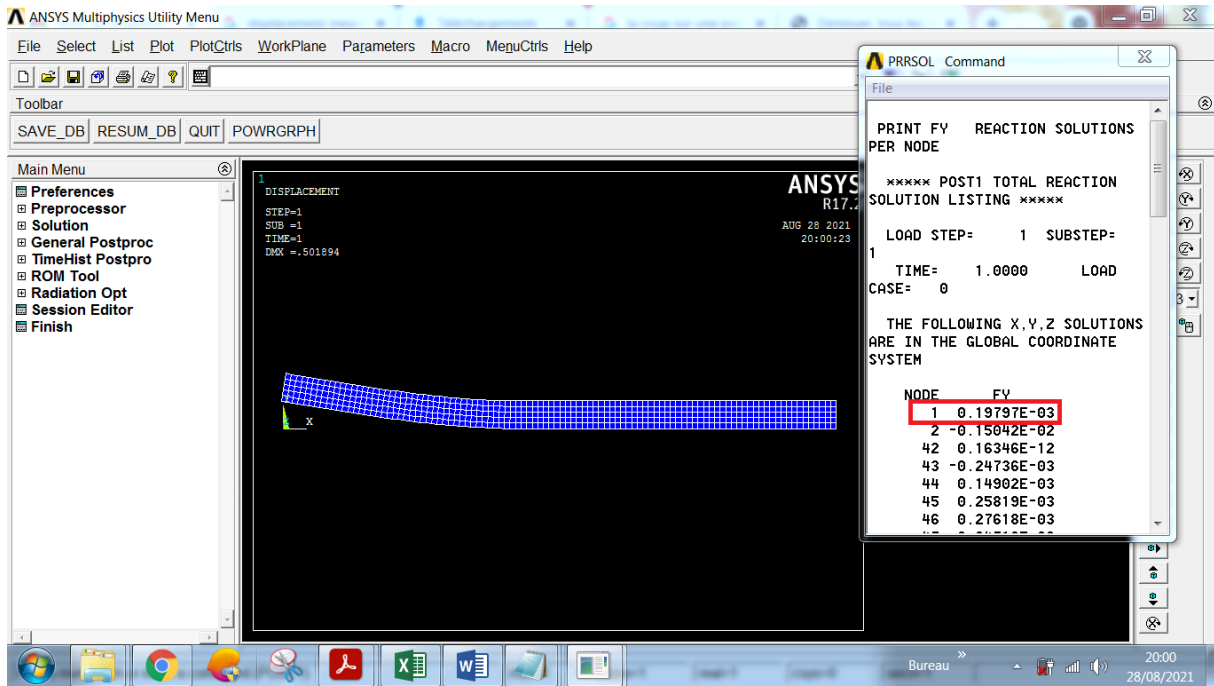 ANSYS Multiphysics Utility Menu
File Select List Plot PlotCtrls WorkPlane Parameters Macro MenuCtrls Help
Toolbar
SAVE_DB RESUM_DB QUIT POWRGRPH
Main Menu
Preferences
Preprocessor
Solution
General Postproc
TimeHist Postpro
ROM Tool
Radiation Opt
Session Editor
Finish
1
DISPLACEMENT
STEP=1
SUB =1
TIME=1
DMX =.501894
ANSYS
R17.2
AUG 28 2021
20:00:23
X
PRRSOL Command
File
PRINT FY REACTION SOLUTIONS
PER NODE
***** POST1 TOTAL REACTION
SOLUTION LISTING *****
LOAD STEP= 1 SUBSTEP=
1
TIME= 1.0000 LOAD
CASE= 0
THE FOLLOWING X,Y,Z SOLUTIONS
ARE IN THE GLOBAL COORDINATE
SYSTEM
NODE FY
1 0.19797E-03
2 -0.15042E-02
42 0.16346E-12
43 -0.24736E-03
44 0.14902E-03
45 0.25819E-03
46 0.27618E-03
3
Bureau
20:00
28/08/2021